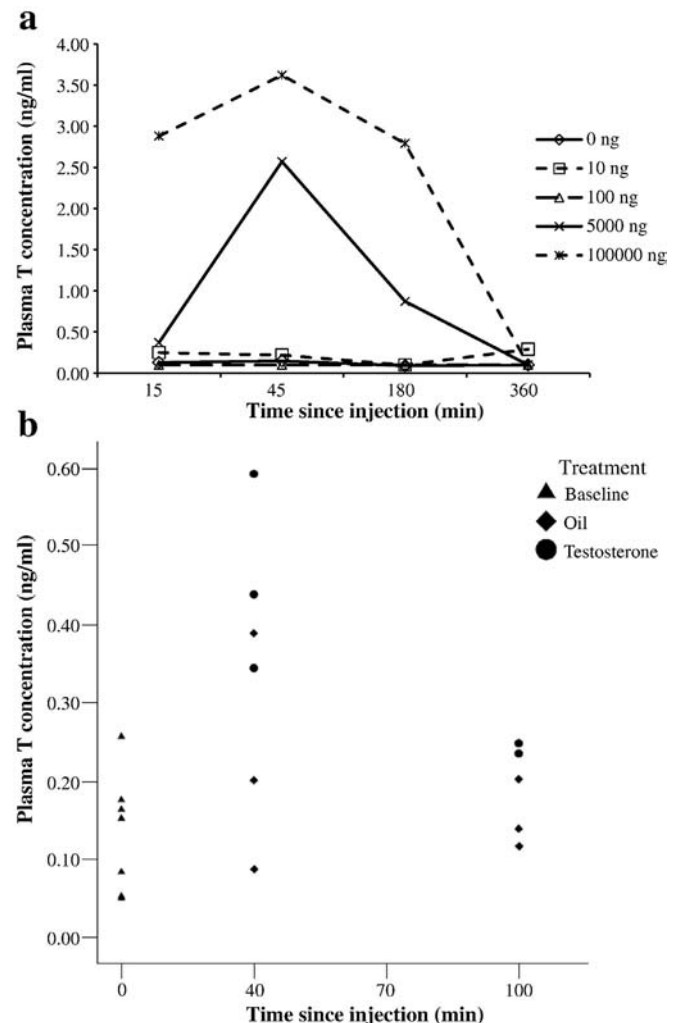 a
Plasma T concentration (ng/ml)
4.00
3.50
3.00
2.50
2.00
1.50
1.00
0.50
0.00
15 45 180 360
Time since injection (min)
0 ng
10 ng
100 ng
5000 ng
100000 ng
b
Plasma T concentration (ng/ml)
0.60
0.50
0.40
0.30
0.20
0.10
0.00
0 40 70 100
Time since injection (min)
Treatment
Baseline
Oil
Testosterone